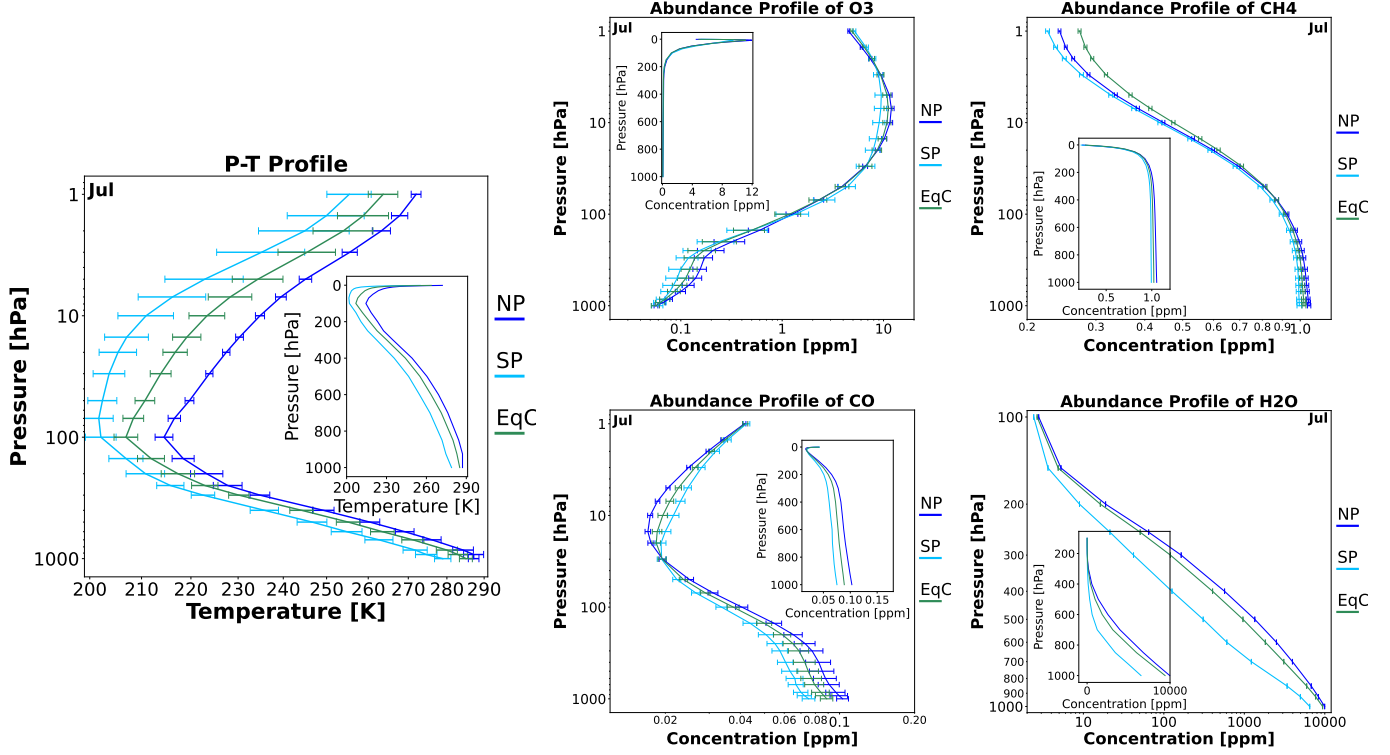 P-T Profile
Jul
1
10
100
1000
Pressure [hPa]
200
210
220
230
240
250
260
270
280
290
Temperature [K]
0
200
400
600
800
1000
Pressure [hPa]
200
218
236
254
272
290
Temperature [K]
NP
SP
EqC
Abundance Profile of O3
Jul
1
10
100
1000
Pressure [hPa]
0.1
1
10
Concentration [ppm]
0
200
400
600
800
1000
Pressure [hPa]
0
4
8
12
Concentration [ppm]
NP
SP
EqC
Abundance Profile of CH4
Jul
1
10
100
1000
Pressure [hPa]
0.2
0.3
0.4
0.5
0.6
0.7
0.8
0.9
1.0
Concentration [ppm]
0
200
400
600
800
1000
Pressure [hPa]
0.5
1.0
Concentration [ppm]
NP
SP
EqC
Abundance Profile of CO
Jul
1
10
100
1000
Pressure [hPa]
0.02
0.04
0.06
0.08
0.1
0.20
Concentration [ppm]
0
200
400
600
800
1000
Pressure [hPa]
0.05
0.10
0.15
Concentration [ppm]
NP
SP
EqC
Abundance Profile of H2O
Jul
100
200
300
400
500
600
700
800
900
1000
Pressure [hPa]
10
100
1000
10000
Concentration [ppm]
200
400
600
800
1000
Pressure [hPa]
0
10000
Concentration [ppm]
NP
SP
EqC